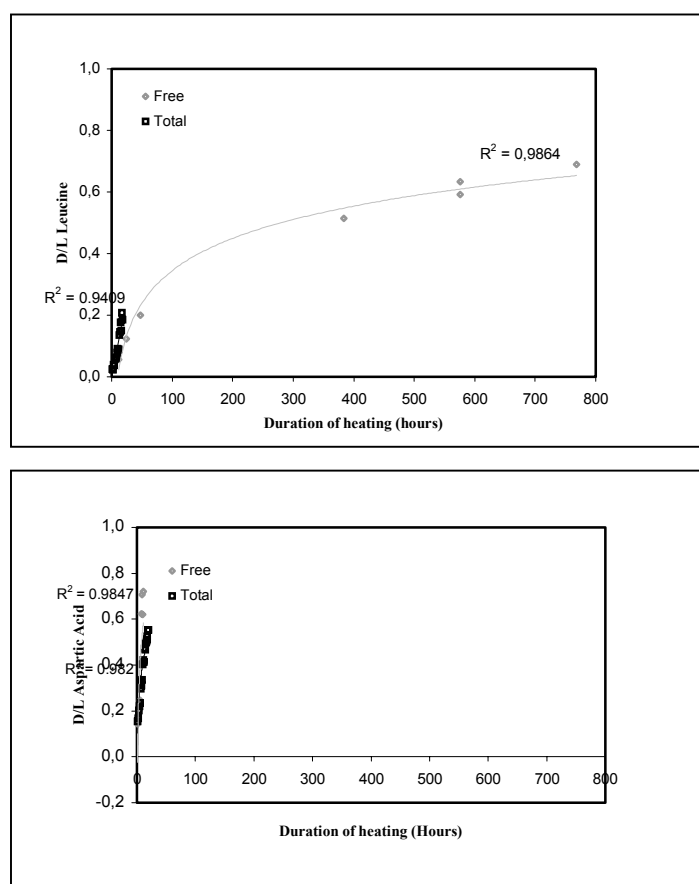 1,0
0,8
0,6
0,4
0,2
0,0
D/L Leucine
Free
Total
R² = 0,9864
R² = 0.9409
0 100 200 300 400 500 600 700 800
Duration of heating (hours)
1,0
0,8
0,6
0,4
0,2
0,0
-0,2
D/L Aspartic Acid
Free
Total
R² = 0.9847
R² = 0.982
0 100 200 300 400 500 600 700 800
Duration of heating (Hours)